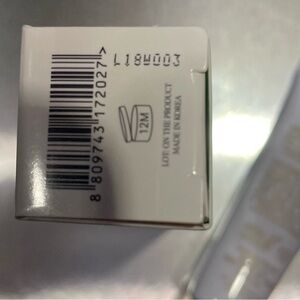 L18W003
8 809743 172027 >
12M
LOT: ON THE PRODUCT
MADE IN KOREA